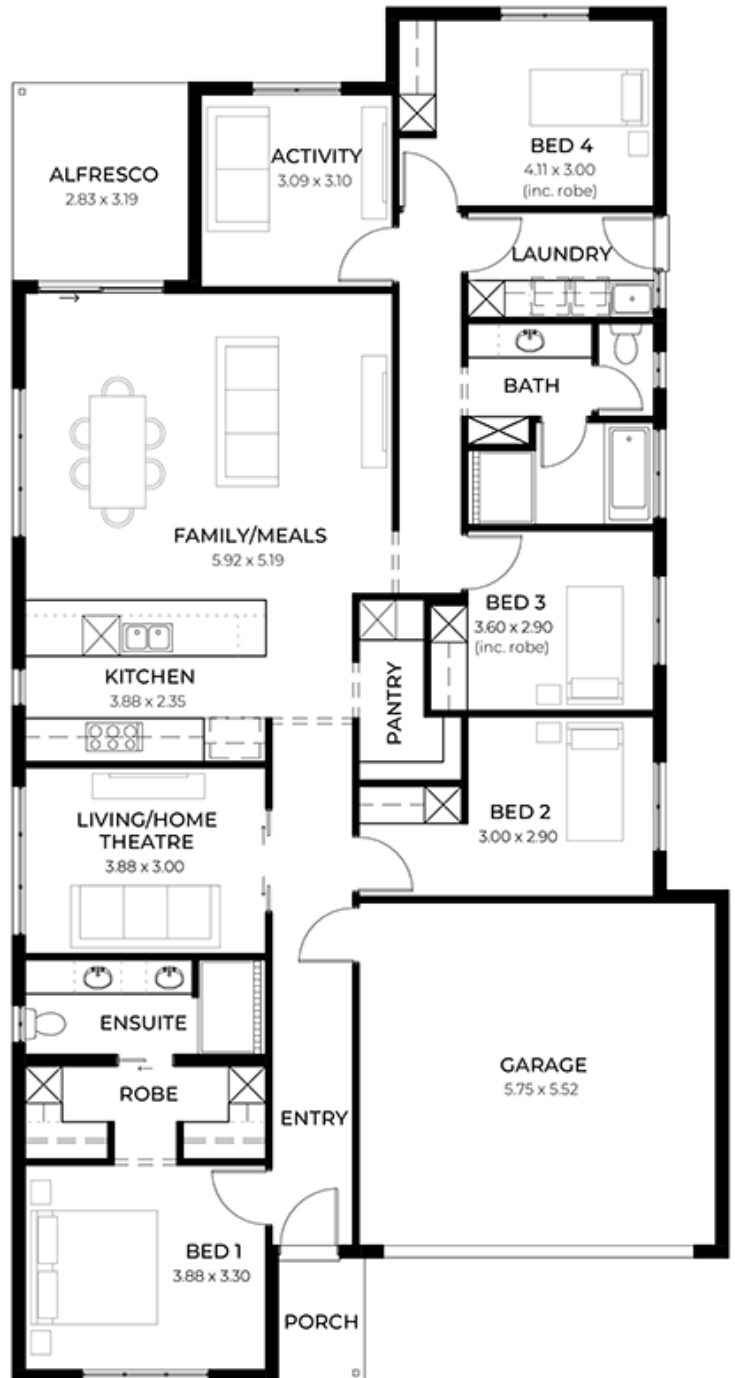 BED 4
4.11 x 3.00
(inc. robe)
ACTIVITY
3.09 x 3.10
ALFRESCO
2.83 x 3.19
LAUNDRY
BATH
FAMILY/MEALS
5.92 x 5.19
BED 3
3.60 x 2.90
(inc. robe)
KITCHEN
3.88 x 2.35
PANTRY
LIVING/HOME
THEATRE
3.88 x 3.00
BED 2
3.00 x 2.90
ENSUITE
ROBE
ENTRY
GARAGE
5.75 x 5.52
BED 1
3.88 x 3.30
PORCH